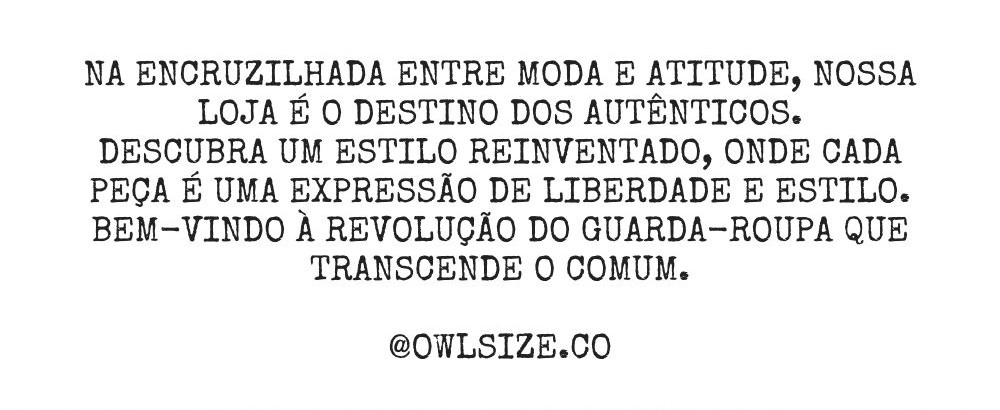 NA ENCRUZILHADA ENTRE MODA E ATITUDE, NOSSA
LOJA É O DESTINO DOS AUTÊNTICOS.
DESCUBRA UM ESTILO REINVENTADO, ONDE CADA
PEÇA É UMA EXPRESSÃO DE LIBERDADE E ESTILO.
BEM-VINDO À REVOLUÇÃO DO GUARDA-ROUPA QUE
TRANSCENDE O COMUM.
@OWLSIZE.CO